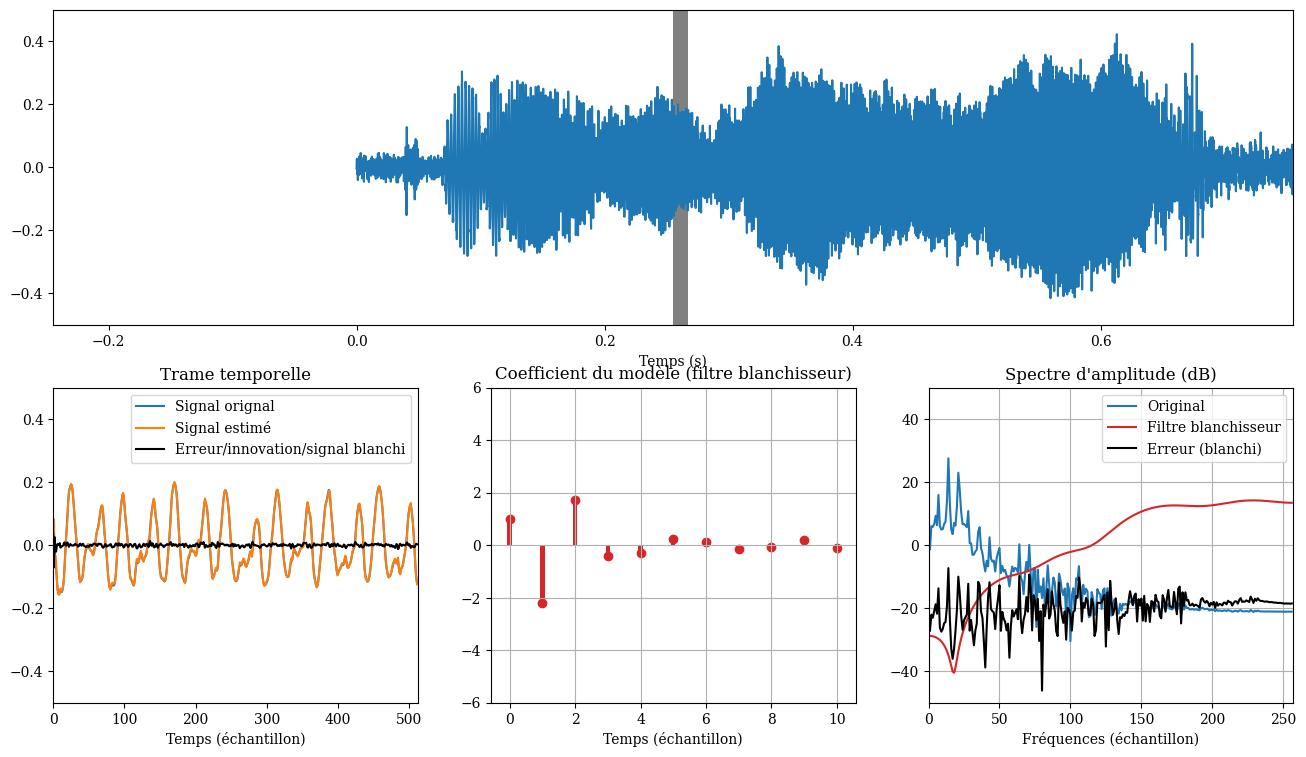 0.4
0.2
0.0
−0.2
−0.4
−0.2 0.0 0.2 0.4 0.6
Temps (s)
Trame temporelle
0.4
0.2
0.0
−0.2
−0.4
Signal orignal
Signal estimé
Erreur/innovation/signal blanchi
0 100 200 300 400 500
Temps (échantillon)
Coefficient du modèle (filtre blanchisseur)
6
4
2
0
−2
−4
−6
0 2 4 6 8 10
Temps (échantillon)
Spectre d'amplitude (dB)
40
20
0
−20
−40
Original
Filtre blanchisseur
Erreur (blanchi)
0 50 100 150 200 250
Fréquences (échantillon)